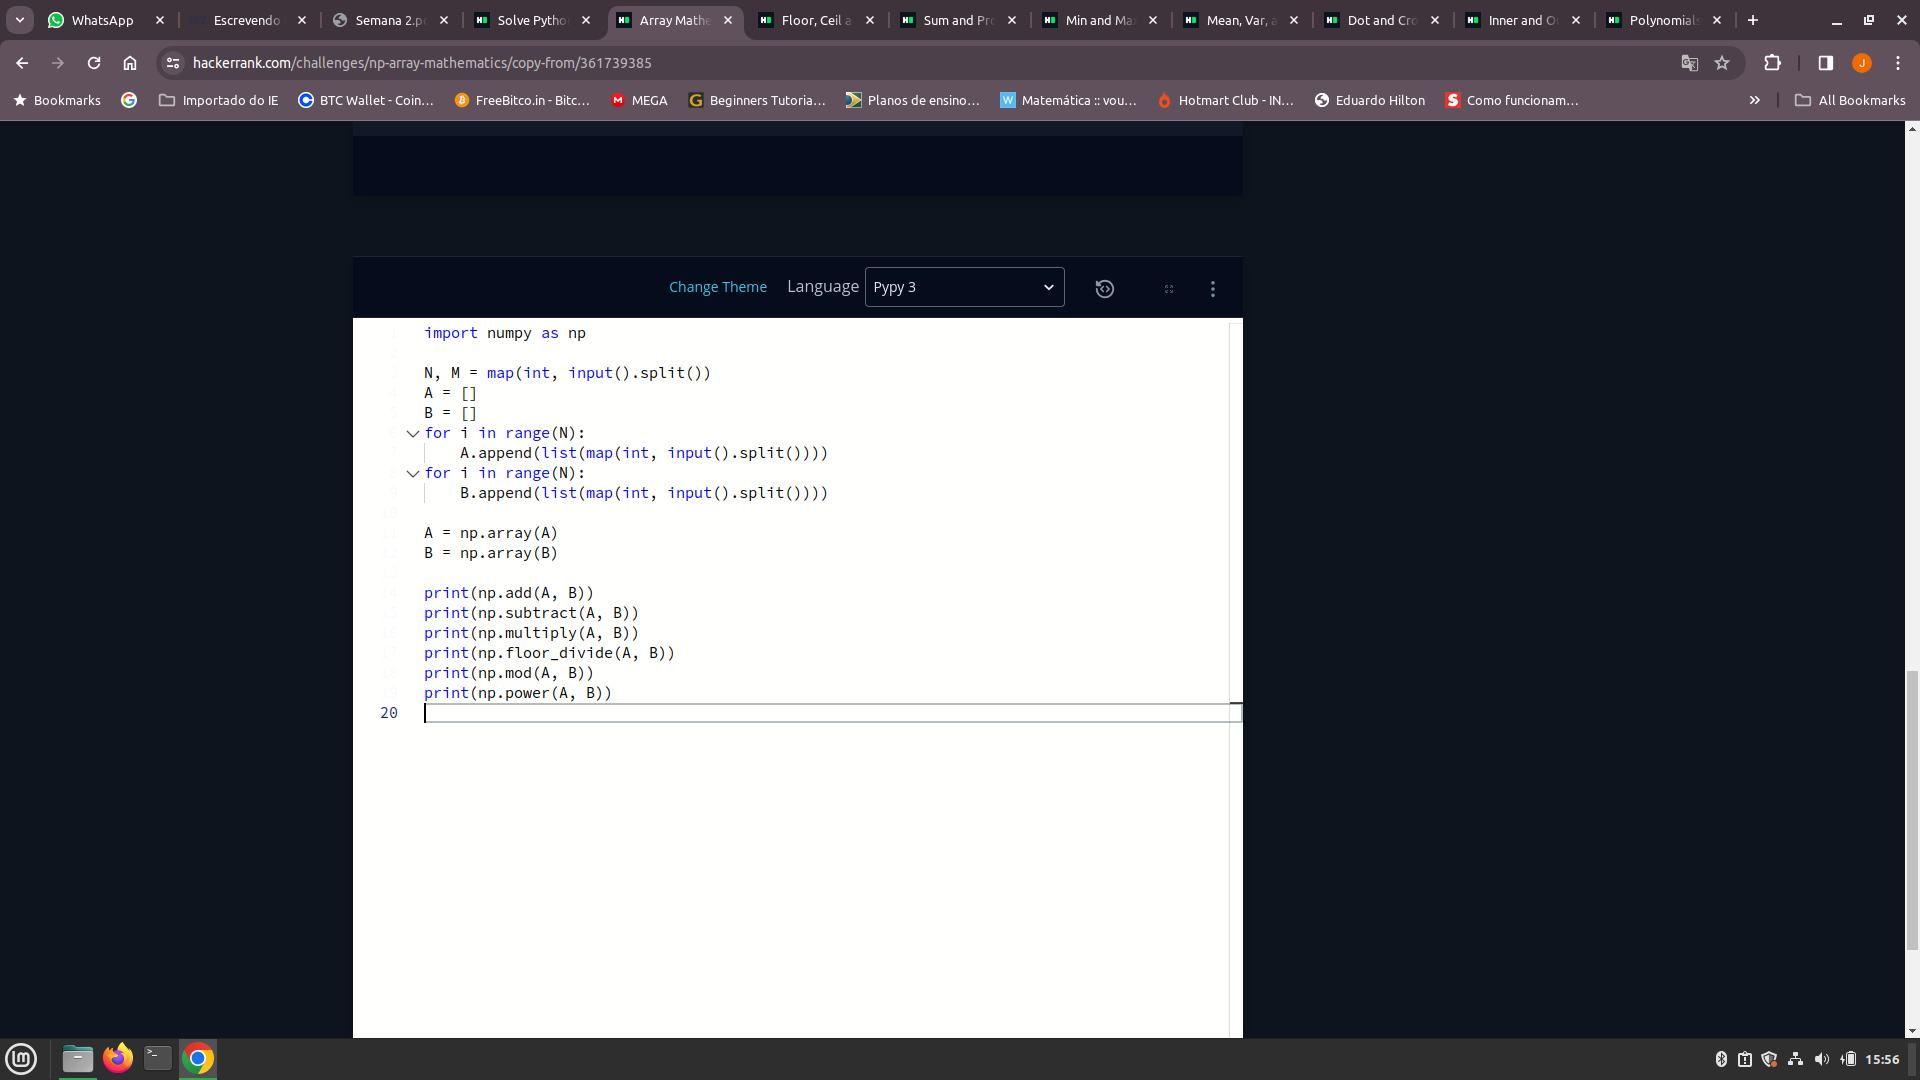 WhatsApp
Escrevendo
Semana 2.p
Solve Pytho
Array Mathe
Floor, Ceil a
Sum and Pr
Min and Ma
Mean, Var, a
Dot and Cro
Inner and O
Polynomials
hackerrank.com/challenges/np-array-mathematics/copy-from/361739385
J
Bookmarks
Importado do IE
BTC Wallet - Coin...
FreeBitco.in - Bitc...
MEGA
Beginners Tutoria...
Planos de ensino...
Matemática :: vou...
Hotmart Club - IN...
Eduardo Hilton
Como funcionam...
All Bookmarks
Change Theme
Language
Pypy 3
1 import numpy as np
2
3 N, M = map(int, input().split())
4 A = []
5 B = []
6 for i in range(N):
7 A.append(list(map(int, input().split())))
8 for i in range(N):
9 B.append(list(map(int, input().split())))
10
11 A = np.array(A)
12 B = np.array(B)
13
14 print(np.add(A, B))
15 print(np.subtract(A, B))
16 print(np.multiply(A, B))
17 print(np.floor_divide(A, B))
18 print(np.mod(A, B))
19 print(np.power(A, B))
20
15:56